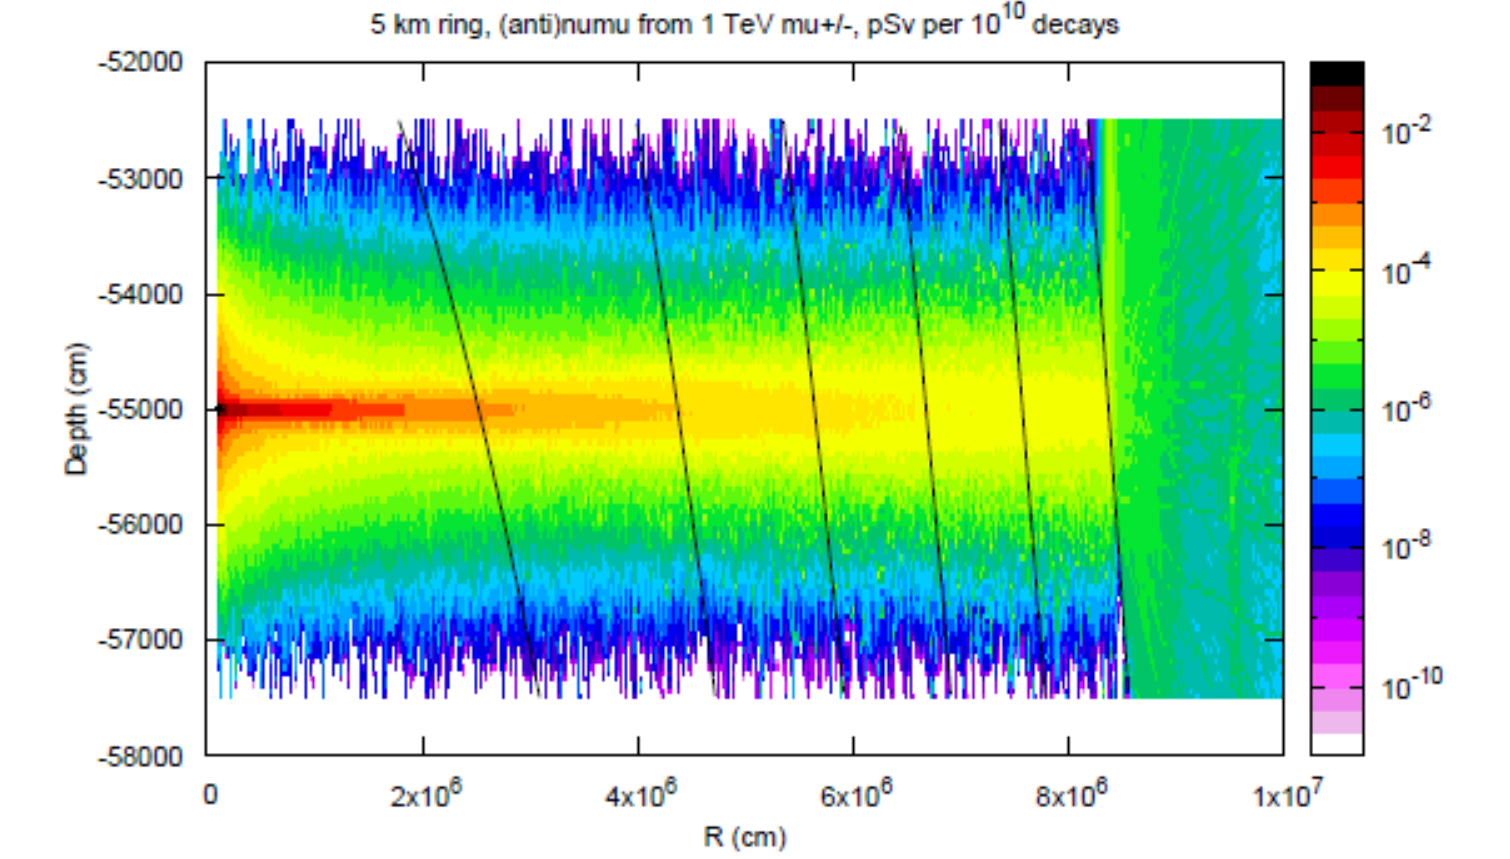 5 km ring, (anti)numu from 1 TeV mu+/-, pSv per 10^10 decays
-52000
-53000
-54000
-55000
-56000
-57000
-58000
Depth (cm)
0
2x10^6
4x10^6
6x10^6
8x10^6
1x10^7
R (cm)
10^-2
10^-4
10^-6
10^-8
10^-10